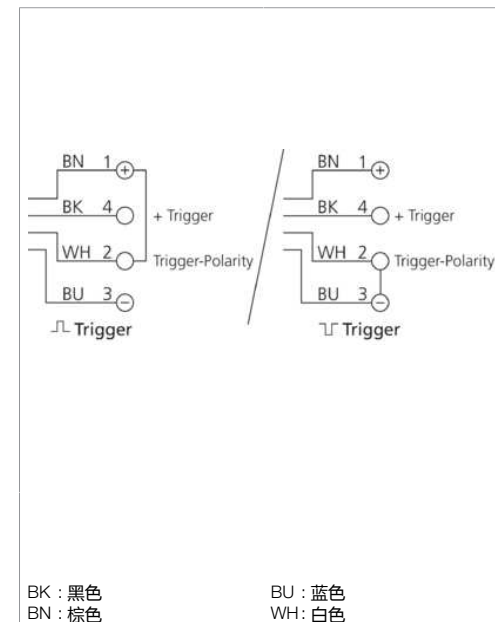 BN 1 BN 1
BK 4 + Trigger BK 4 + Trigger
WH 2 Trigger-Polarity WH 2 Trigger-Polarity
BU 3 BU 3
Trigger Trigger
BK：黑色 BU：蓝色
BN：棕色 WH：白色